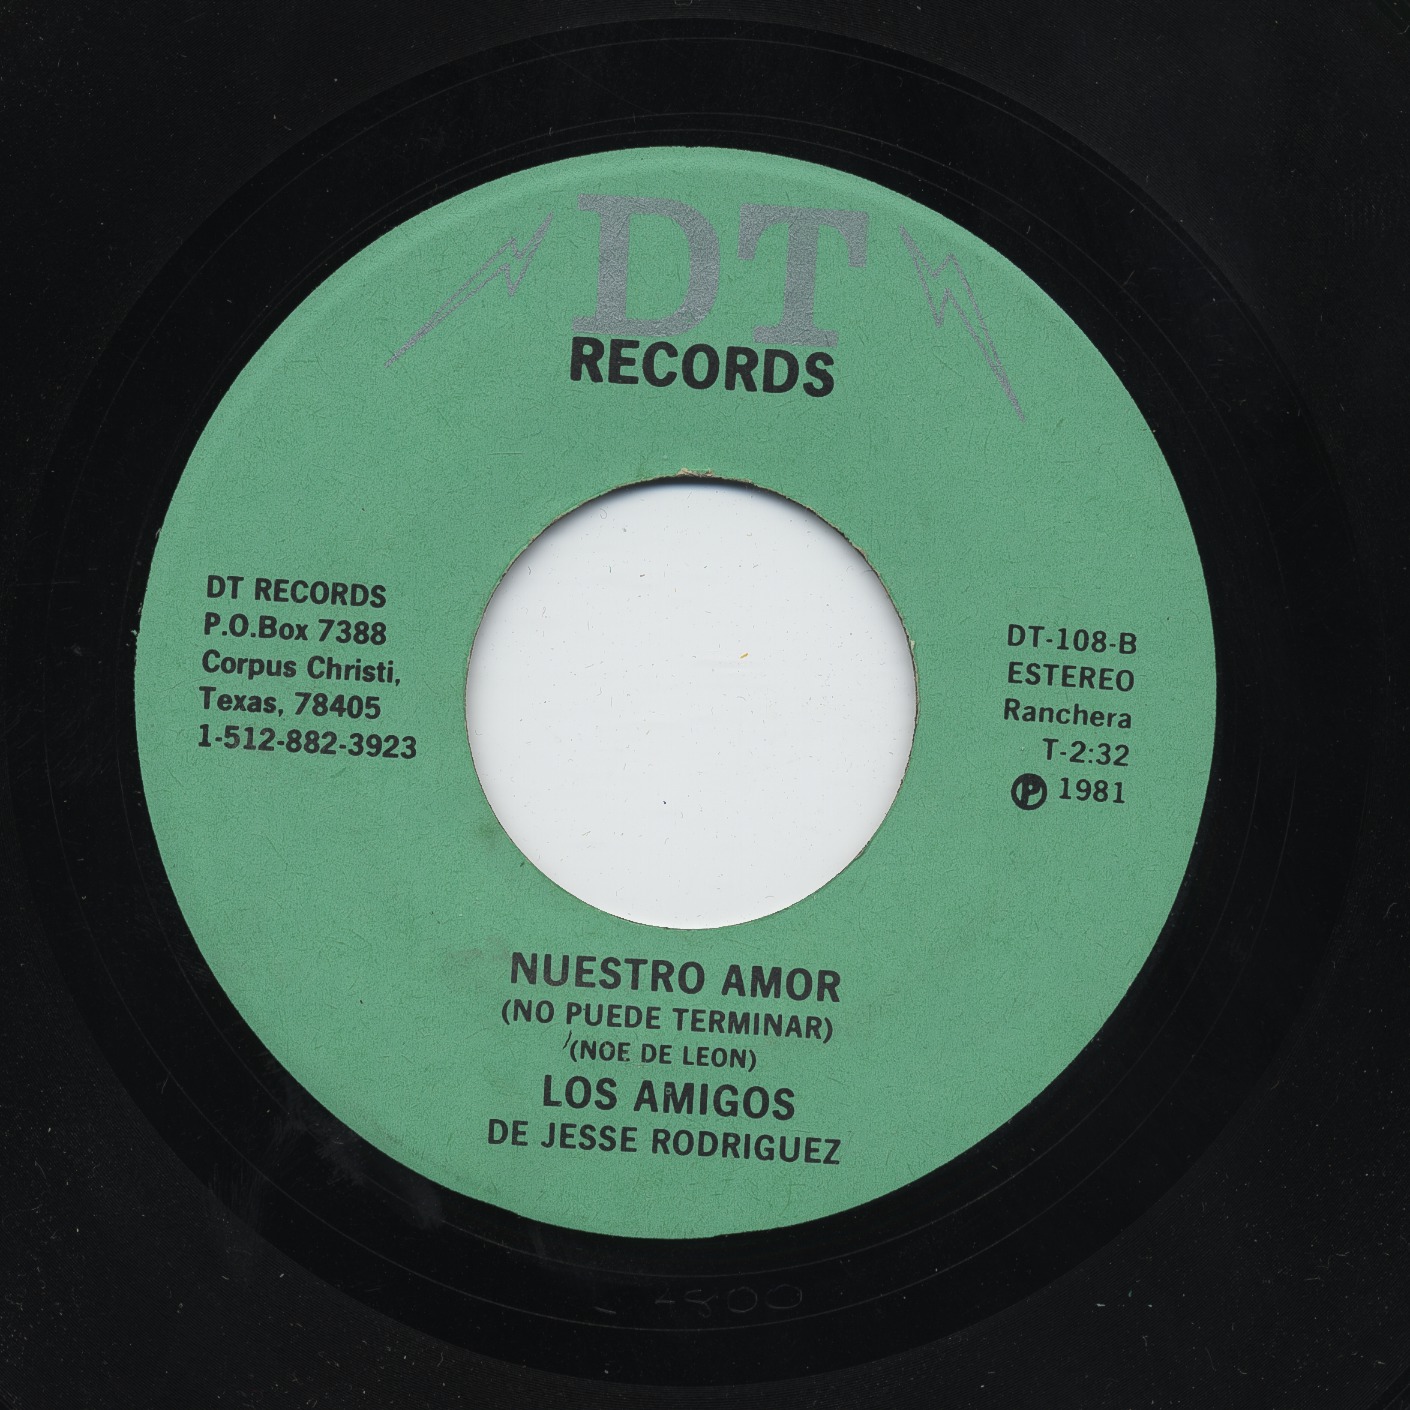 DT
RECORDS
DT RECORDS
P.O.Box 7388
Corpus Christi,
Texas, 78405
1-512-882-3923
DT-108-B
ESTEREO
Ranchera
T-2:32
Ⓟ 1981
NUESTRO AMOR
(NO PUEDE TERMINAR)
(NOE DE LEON)
LOS AMIGOS
DE JESSE RODRIGUEZ